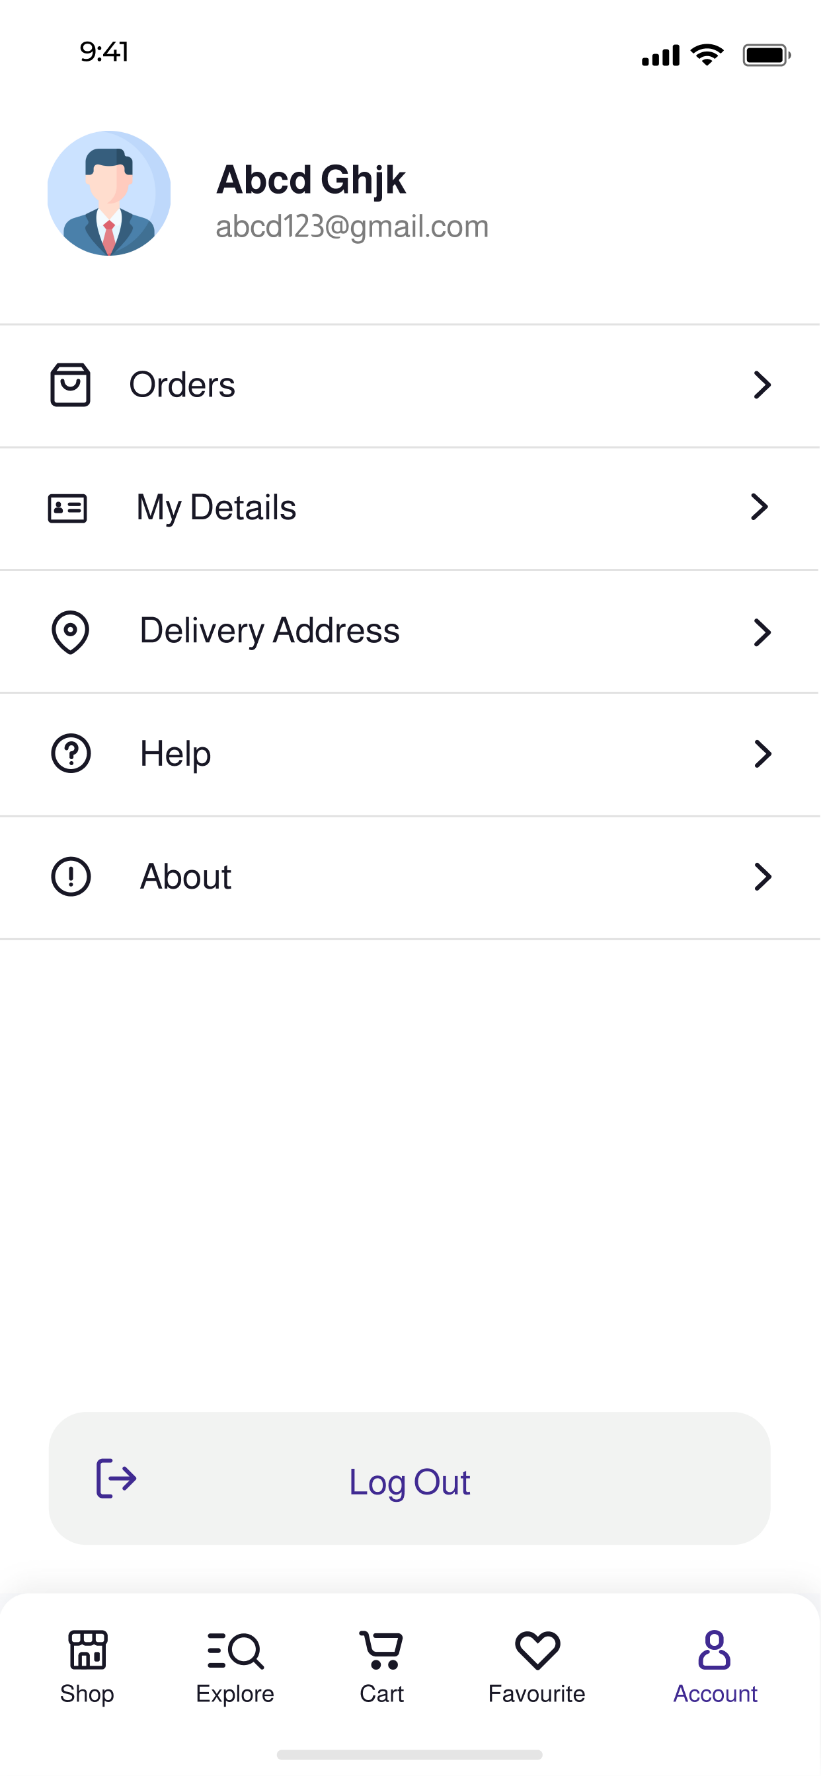 9:41
Abcd Ghjk
abcd123@gmail.com
Orders
My Details
Delivery Address
Help
About
Log Out
Shop
Explore
Cart
Favourite
Account